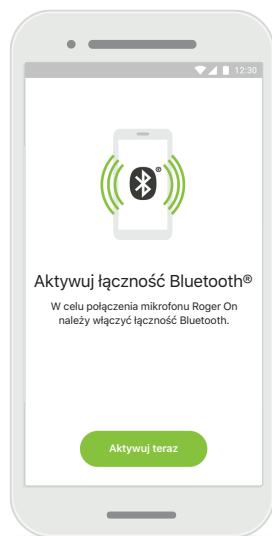 12:30
Aktywuj łączność Bluetooth®
W celu połączenia mikrofonu Roger On
należy włączyć łączność Bluetooth.
Aktywuj teraz